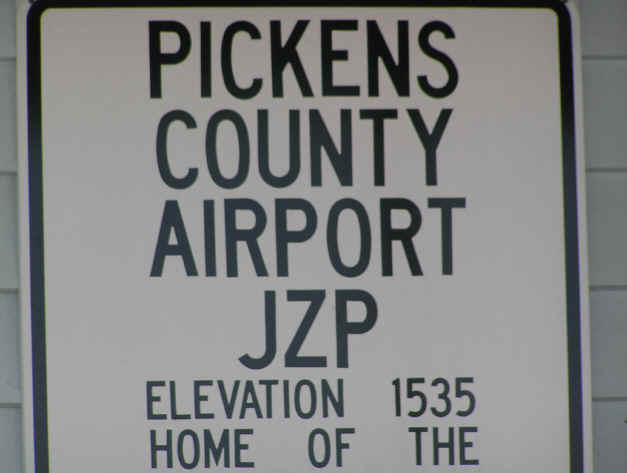 PICKENS
COUNTY
AIRPORT
JZP
ELEVATION 1535
HOME OF THE